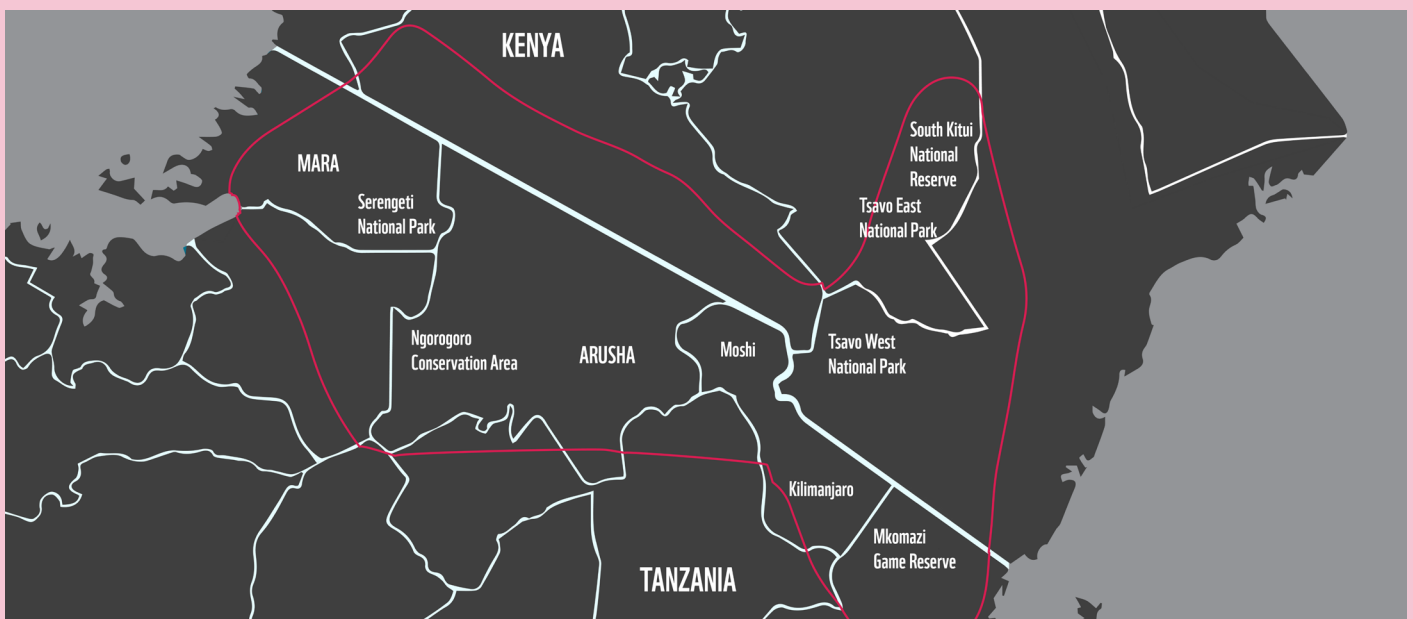 KENYA
South Kitui
National
Reserve
MARA
Serengeti
National Park
Tsavo East
National Park
Ngorogoro
Conservation Area
ARUSHA
Moshi
Tsavo West
National Park
Kilimanjaro
Mkomazi
Game Reserve
TANZANIA